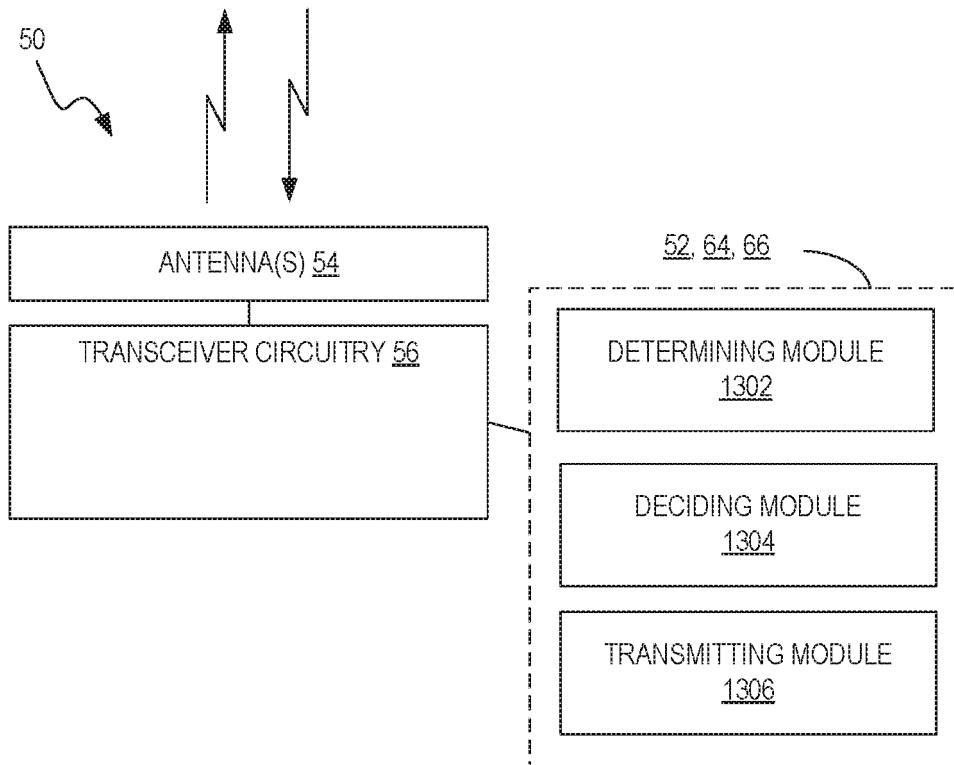 50
ANTENNA(S) 54
52, 64, 66
TRANSCEIVER CIRCUITRY 56
DETERMINING MODULE
1302
DECIDING MODULE
1304
TRANSMITTING MODULE
1306